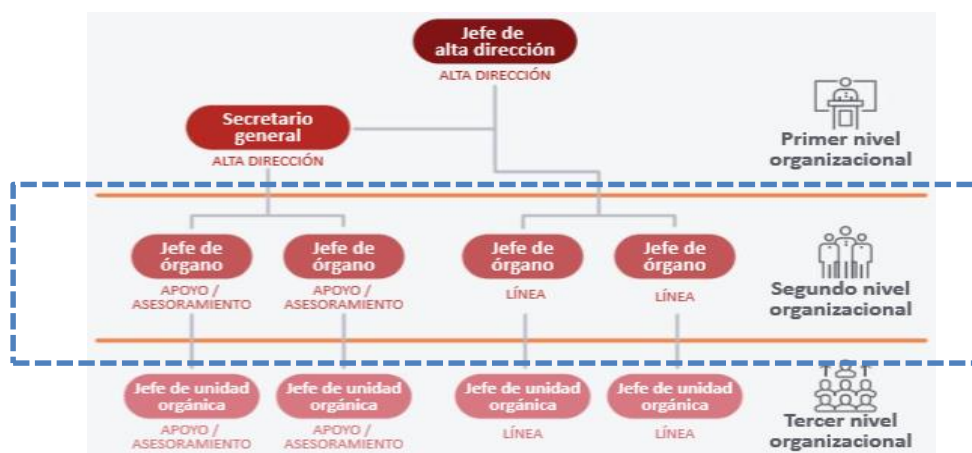 Jefe de
alta dirección
ALTA DIRECCIÓN
Secretario
general
ALTA DIRECCIÓN
Primer nivel
organizacional
Jefe de
órgano
APOYO /
ASESORAMIENTO
Jefe de
órgano
APOYO /
ASESORAMIENTO
Jefe de
órgano
LÍNEA
Jefe de
órgano
LÍNEA
Segundo nivel
organizacional
Jefe de unidad
orgánica
APOYO /
ASESORAMIENTO
Jefe de unidad
orgánica
APOYO /
ASESORAMIENTO
Jefe de unidad
orgánica
LÍNEA
Jefe de unidad
orgánica
LÍNEA
Tercer nivel
organizacional